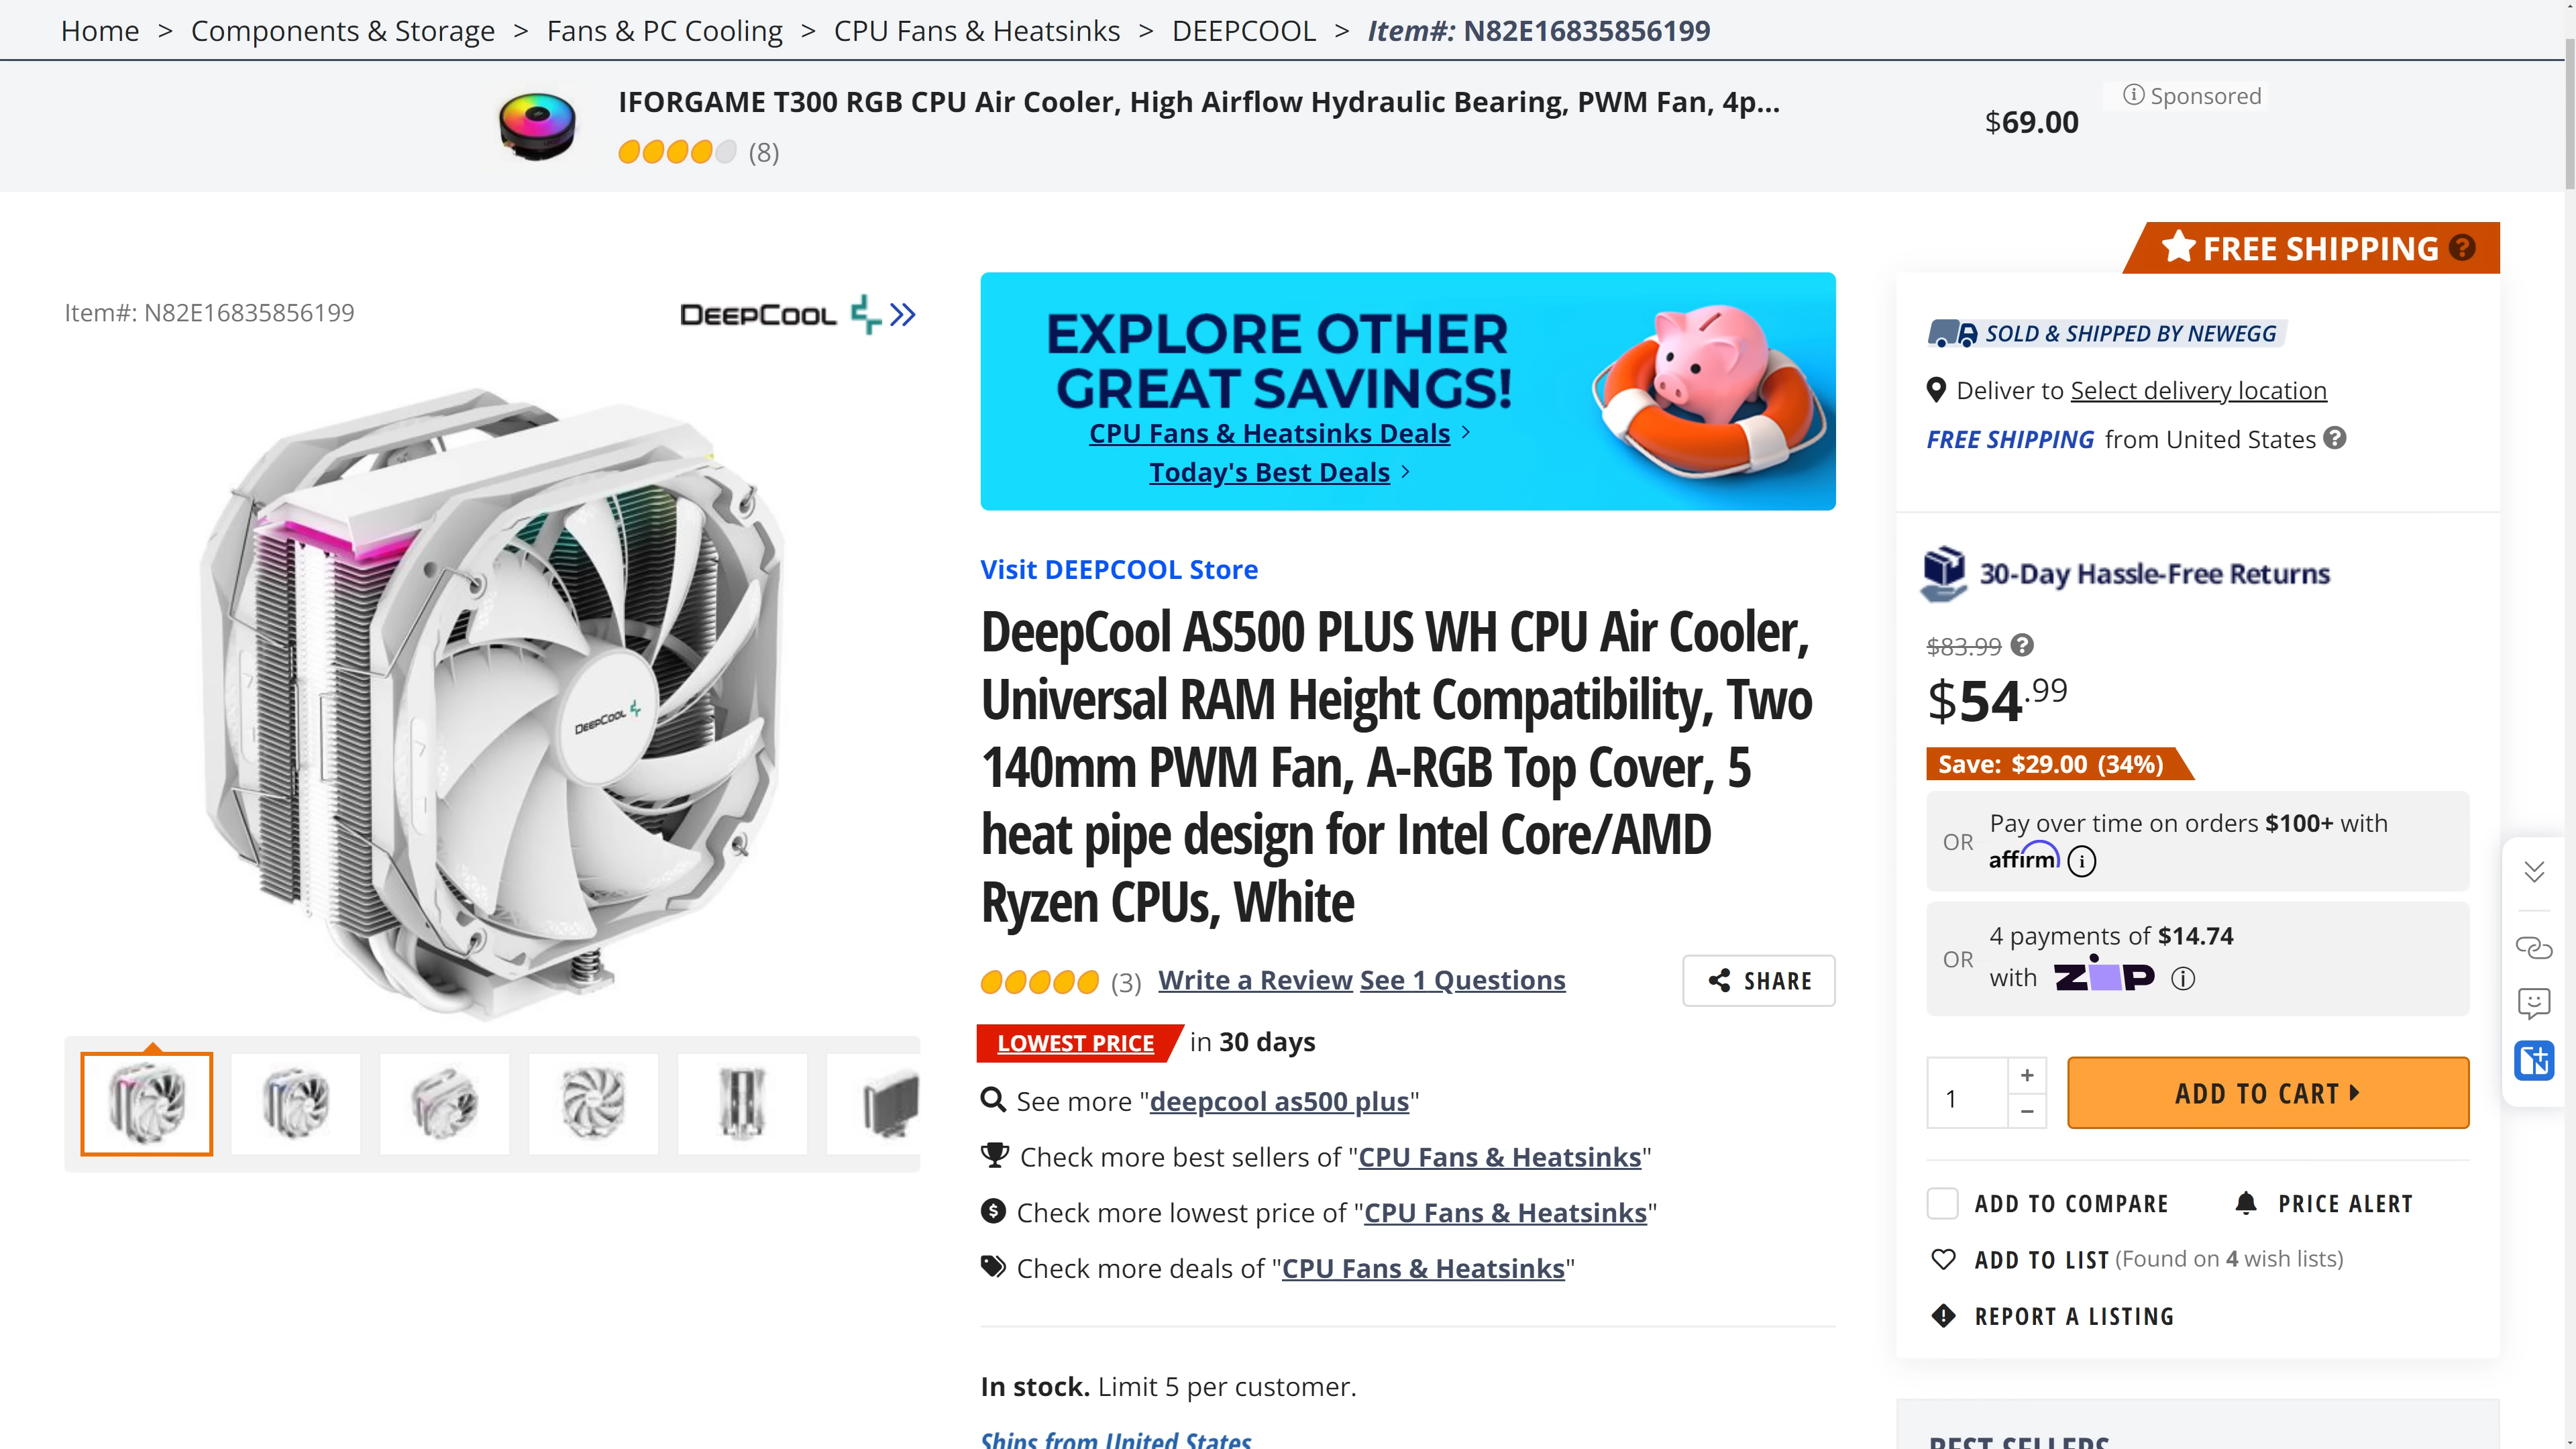 Home > Components & Storage > Fans & PC Cooling > CPU Fans & Heatsinks > DEEPCOOL > Item#: N82E16835856199
IFORGAME T300 RGB CPU Air Cooler, High Airflow Hydraulic Bearing, PWM Fan, 4p...
(8)
$69.00
Sponsored
FREE SHIPPING
Item#: N82E16835856199
DEEPCOOL
EXPLORE OTHER
GREAT SAVINGS!
CPU Fans & Heatsinks Deals
Today's Best Deals
DEEPCOOL
Visit DEEPCOOL Store
DeepCool AS500 PLUS WH CPU Air Cooler,
Universal RAM Height Compatibility, Two
140mm PWM Fan, A-RGB Top Cover, 5
heat pipe design for Intel Core/AMD
Ryzen CPUs, White
(3) Write a Review See 1 Questions
SHARE
LOWEST PRICE in 30 days
See more "deepcool as500 plus"
Check more best sellers of "CPU Fans & Heatsinks"
Check more lowest price of "CPU Fans & Heatsinks"
Check more deals of "CPU Fans & Heatsinks"
In stock. Limit 5 per customer.
Ships from United States
SOLD & SHIPPED BY NEWEGG
Deliver to Select delivery location
FREE SHIPPING from United States
30-Day Hassle-Free Returns
$83.99
$54.99
Save: $29.00 (34%)
OR
Pay over time on orders $100+ with
affirm
OR
4 payments of $14.74
with zip
1
+
−
ADD TO CART
ADD TO COMPARE
PRICE ALERT
ADD TO LIST (Found on 4 wish lists)
REPORT A LISTING
BEST SELLERS